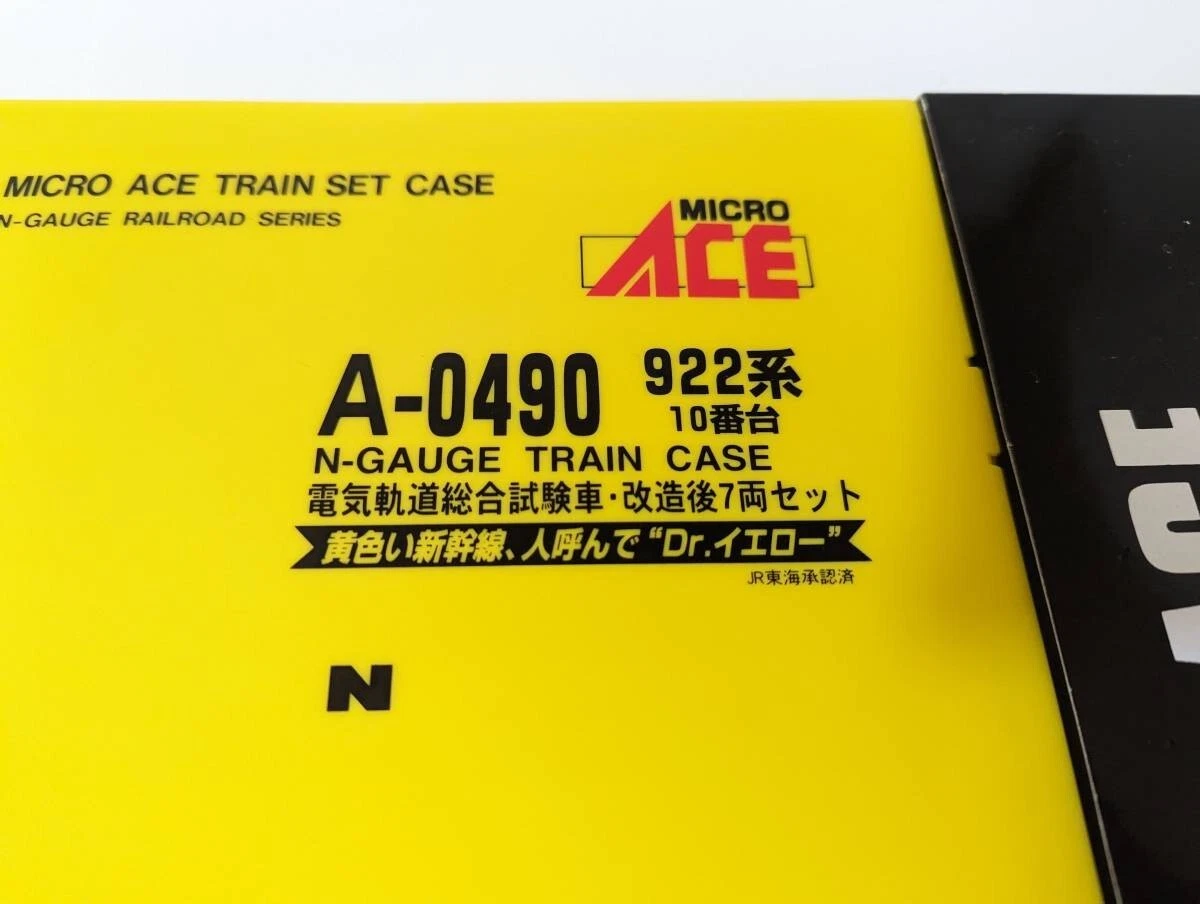 MICRO ACE TRAIN SET CASE
N-GAUGE RAILROAD SERIES
MICRO
ACE
A-0490 922系
10番台
N-GAUGE TRAIN CASE
電気軌道総合試験車・改造後7両セット
黄色い新幹線、人呼んで“Dr.イエロー”
JR東海承認済
N